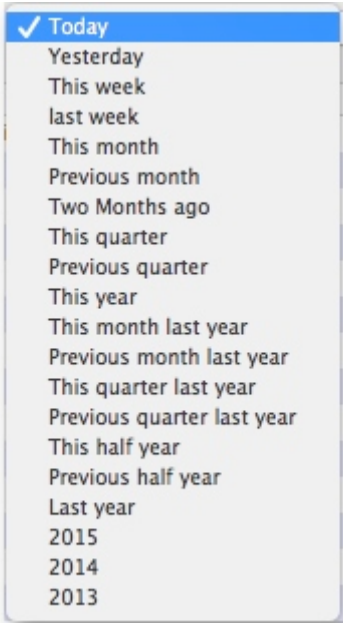 ✓ Today
Yesterday
This week
last week
This month
Previous month
Two Months ago
This quarter
Previous quarter
This year
This month last year
Previous month last year
This quarter last year
Previous quarter last year
This half year
Previous half year
Last year
2015
2014
2013